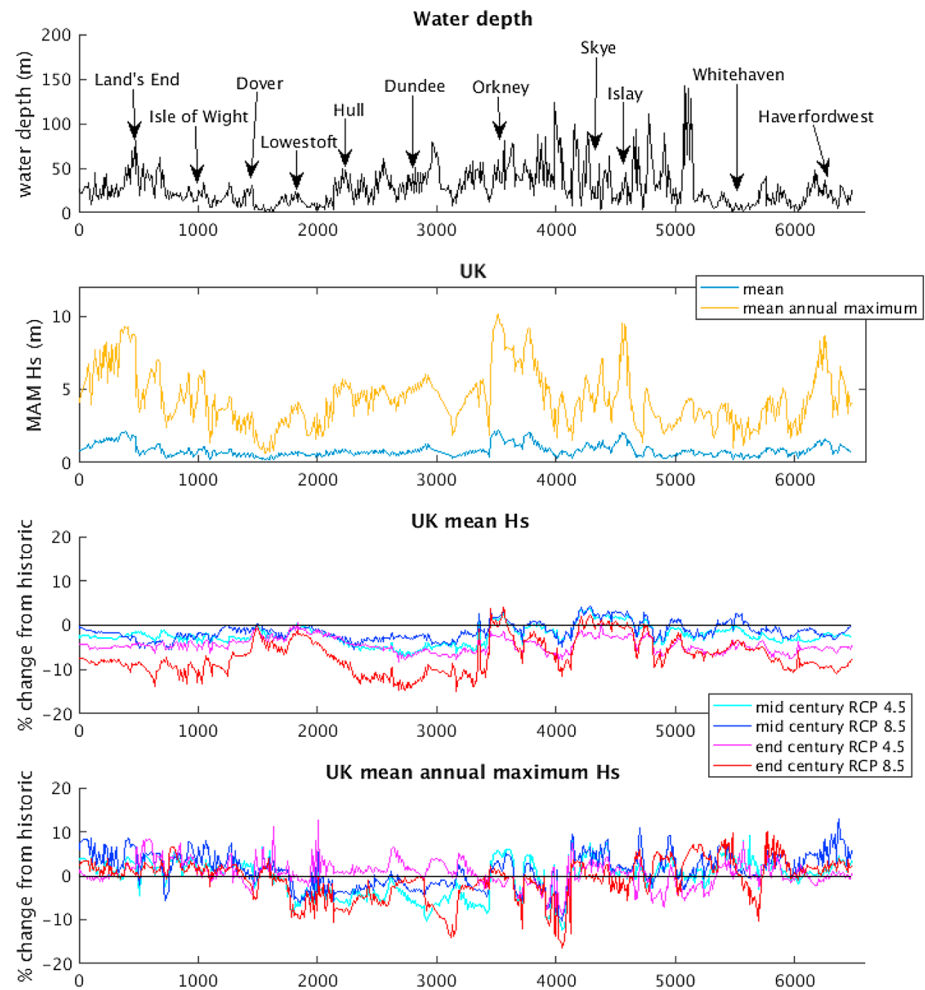 Water depth
200
150
100
50
0
water depth (m)
Land's End
Isle of Wight
Dover
Lowestoft
Hull
Dundee
Orkney
Skye
Islay
Whitehaven
Haverfordwest
0 1000 2000 3000 4000 5000 6000
UK
mean
mean annual maximum
10
5
0
MAM Hs (m)
0 1000 2000 3000 4000 5000 6000
UK mean Hs
20
10
0
-10
-20
% change from historic
0 1000 2000 3000 4000 5000
mid century RCP 4.5
mid century RCP 8.5
end century RCP 4.5
end century RCP 8.5
UK mean annual maximum Hs
20
10
0
-10
-20
% change from historic
0 1000 2000 3000 4000 5000 6000